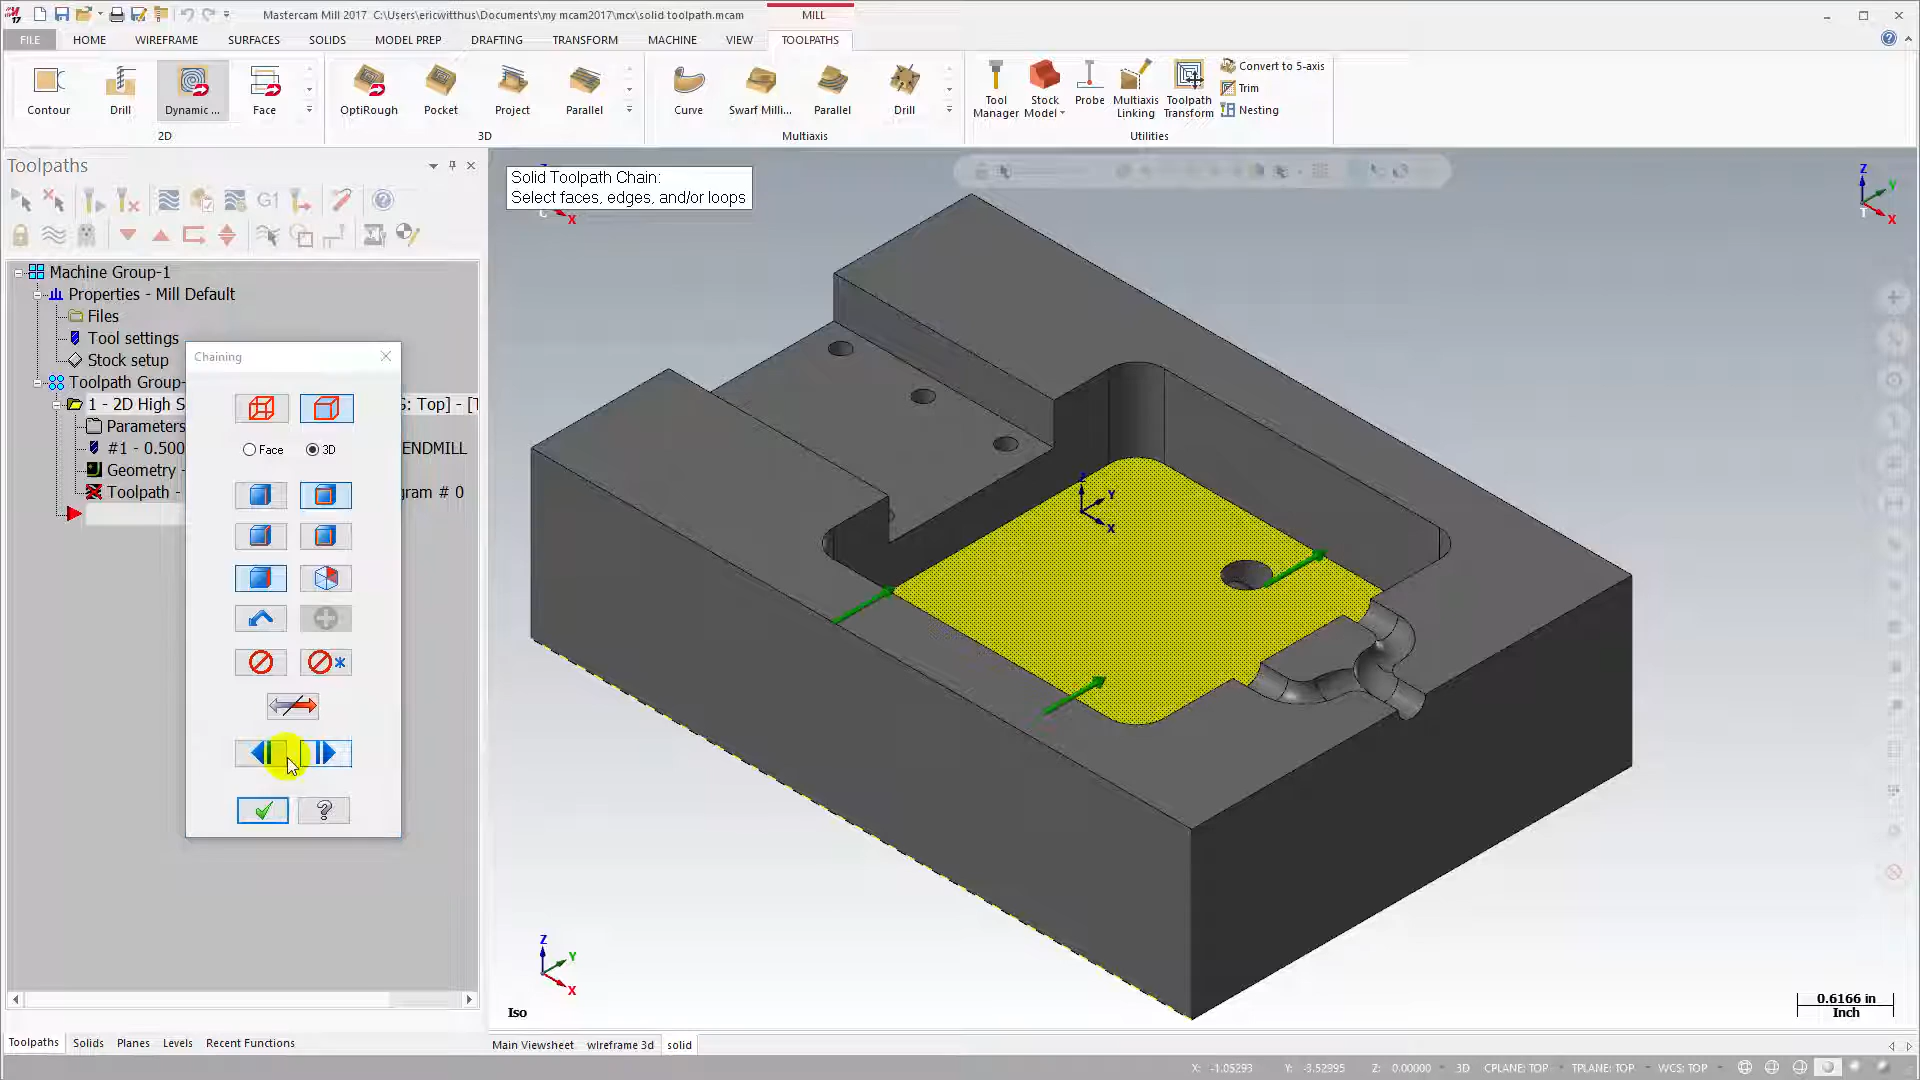 Mastercam Mill 2017 C:\Users\ericwitthus\Documents\my mcam2017\mcx\solid toolpath.mcam
MILL
FILE HOME WIREFRAME SURFACES SOLIDS MODEL PREP DRAFTING TRANSFORM MACHINE VIEW TOOLPATHS
Contour Drill Dynamic ... Face
2D
OptiRough Pocket Project Parallel
3D
Curve Swarf Milli... Parallel Drill
Multiaxis
Tool Manager Stock Model Probe Multiaxis Linking Toolpath Transform
Convert to 5-axis
Trim
Nesting
Utilities
Toolpaths
G1
Machine Group-1
Properties - Mill Default
Files
Tool settings
Stock setup
Toolpath Group-
1 - 2D High S
S: Top] - [T
Parameters
#1 - 0.500
ENDMILL
Geometry -
Toolpath -
gram # 0
Chaining
Face 3D
Solid Toolpath Chain:
Select faces, edges, and/or loops
X
Z
Y
X
Z
Y
X
Z
Y
X
Iso
0.6166 in
Inch
Toolpaths Solids Planes Levels Recent Functions
Main Viewsheet wireframe 3d solid
X: -1.05293 Y: -3.52995 Z: 0.00000 3D CPLANE: TOP TPLANE: TOP WCS: TOP